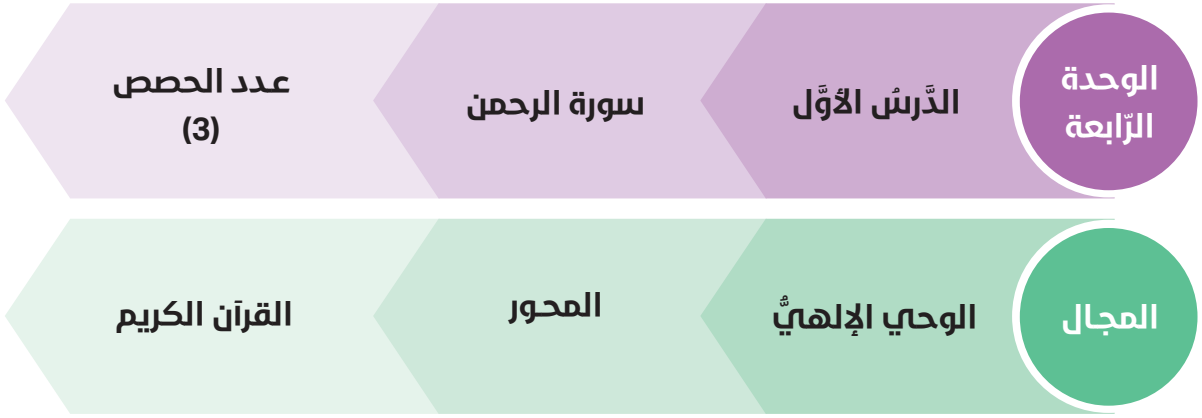 الوحدة
الرّابعة
الدَّرسُ الأوَّل
سورة الرحمن
عدد الحصص
(3)
المجال
الوحي الإلهيُّ
المحور
القرآن الكريم